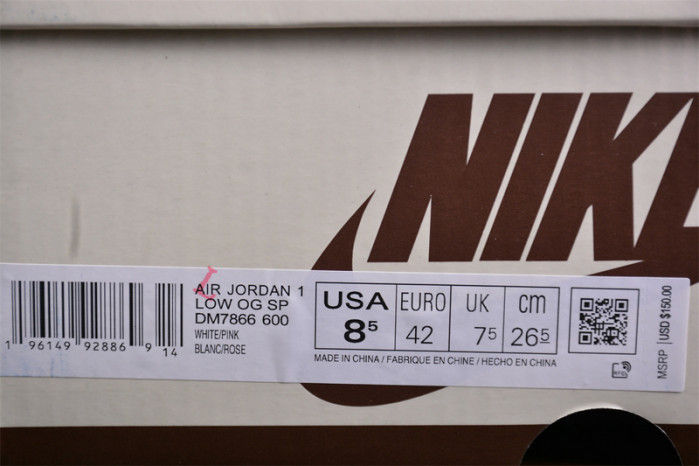 NIK
AIR JORDAN 1
LOW OG SP
DM7866 600
WHITE/PINK
BLANC/ROSE
1 96149 92886 9 14
USA
8⁵
EURO
42
UK
7⁵
cm
26⁵
MADE IN CHINA / FABRIQUE EN CHINE / HECHO EN CHINA
MSRP | USD $150.00